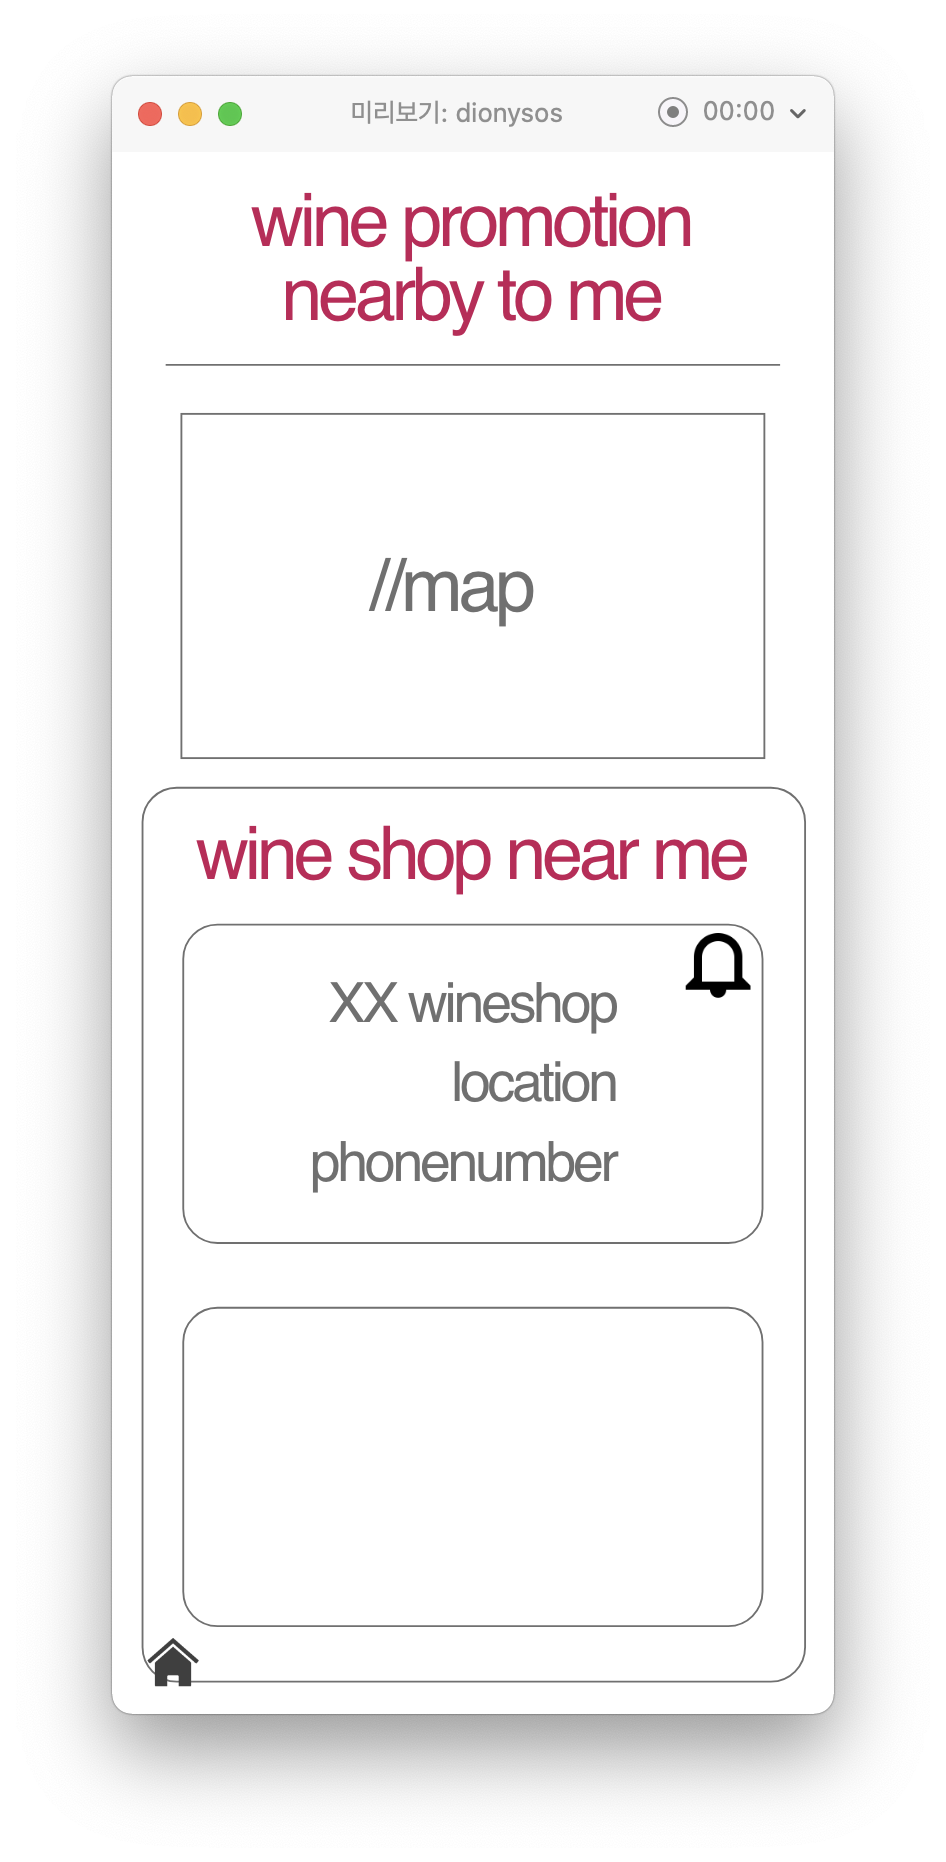 미리보기: dionysos 00:00
wine promotion
nearby to me
//map
wine shop near me
XX wineshop
location
phonenumber